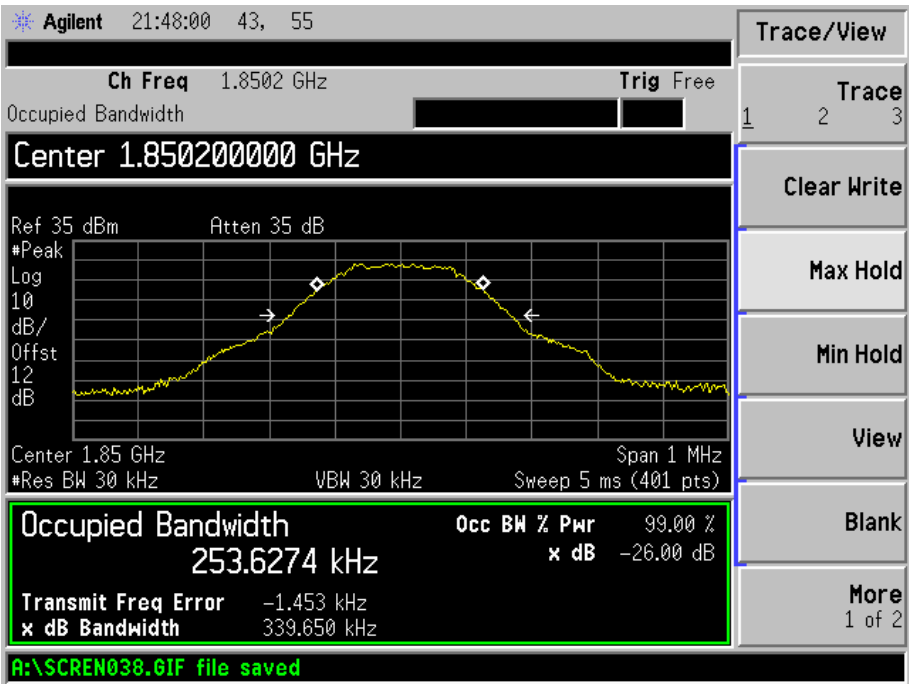 Agilent 21:48:00 43, 55
Trace/View
Ch Freq 1.8502 GHz Trig Free
Occupied Bandwidth
Center 1.850200000 GHz
Ref 35 dBm Atten 35 dB
#Peak
Log
10
dB/
Offst
12
dB
Center 1.85 GHz Span 1 MHz
#Res BW 30 kHz VBW 30 kHz Sweep 5 ms (401 pts)
Occupied Bandwidth
253.6274 kHz
Occ BW % Pwr 99.00 %
x dB -26.00 dB
Transmit Freq Error -1.453 kHz
x dB Bandwidth 339.650 kHz
A:\SCREN038.GIF file saved
Trace
1 2 3
Clear Write
Max Hold
Min Hold
View
Blank
More
1 of 2